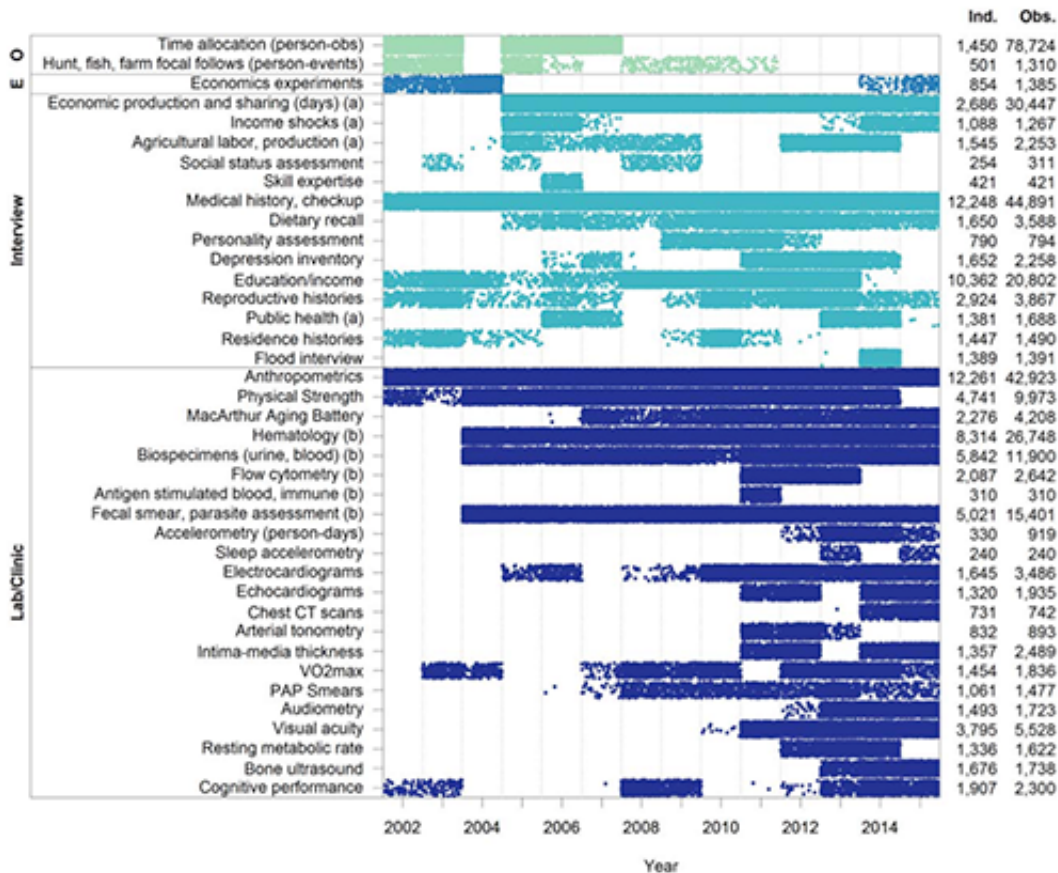 Ind. Obs.
O
Time allocation (person-obs) 1,450 78,724
Hunt, fish, farm focal follows (person-events) 501 1,310
E
Economics experiments 854 1,385
Interview
Economic production and sharing (days) (a) 2,686 30,447
Income shocks (a) 1,088 1,267
Agricultural labor, production (a) 1,545 2,253
Social status assessment 254 311
Skill expertise 421 421
Medical history, checkup 12,248 44,891
Dietary recall 1,650 3,588
Personality assessment 790 794
Depression inventory 1,652 2,258
Education/income 10,362 20,802
Reproductive histories 2,924 3,867
Public health (a) 1,381 1,688
Residence histories 1,447 1,490
Flood interview 1,389 1,391
Lab/Clinic
Anthropometrics 12,261 42,923
Physical Strength 4,741 9,973
MacArthur Aging Battery 2,276 4,208
Hematology (b) 8,314 26,748
Biospecimens (urine, blood) (b) 5,842 11,900
Flow cytometry (b) 2,087 2,642
Antigen stimulated blood, immune (b) 310 310
Fecal smear, parasite assessment (b) 5,021 15,401
Accelerometry (person-days) 330 919
Sleep accelerometry 240 240
Electrocardiograms 1,645 3,486
Echocardiograms 1,320 1,935
Chest CT scans 731 742
Arterial tonometry 832 893
Intima-media thickness 1,357 2,489
VO2max 1,454 1,836
PAP Smears 1,061 1,477
Audiometry 1,493 1,723
Visual acuity 3,795 5,528
Resting metabolic rate 1,336 1,622
Bone ultrasound 1,676 1,738
Cognitive performance 1,907 2,300
2002 2004 2006 2008 2010 2012 2014
Year